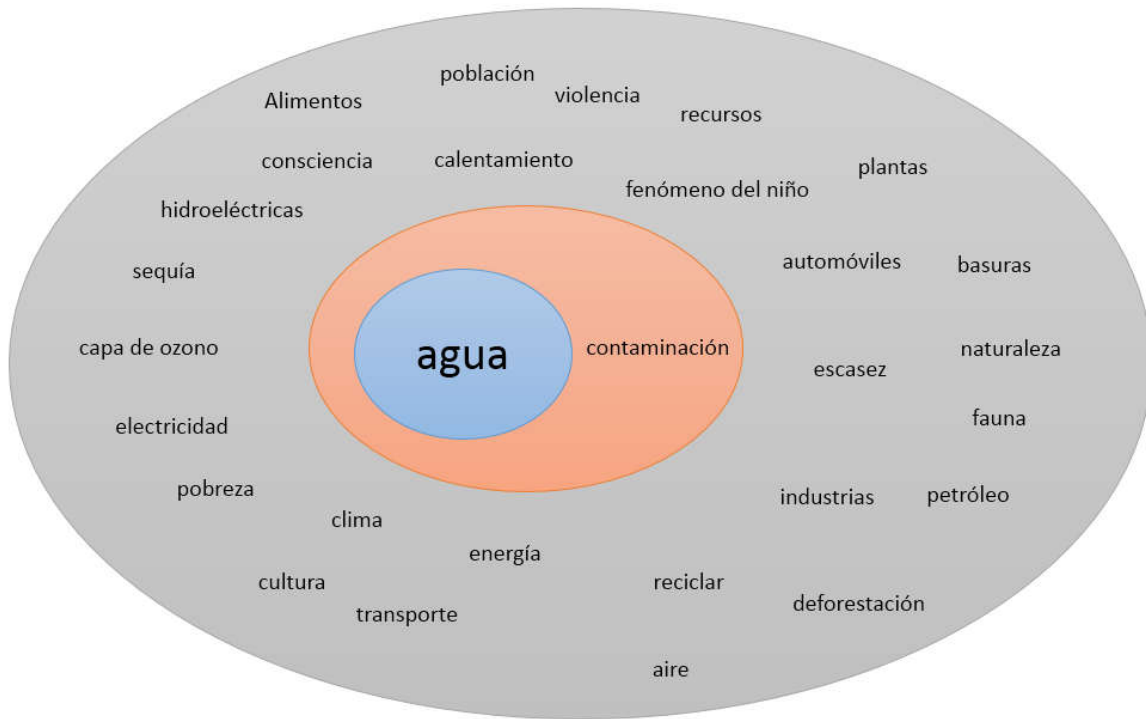 población
violencia
Alimentos
recursos
consciencia
calentamiento
plantas
fenómeno del niño
hidroeléctricas
automóviles
basuras
sequía
capa de ozono
agua
contaminación
naturaleza
escasez
fauna
electricidad
pobreza
industrias
petróleo
clima
energía
cultura
reciclar
deforestación
transporte
aire